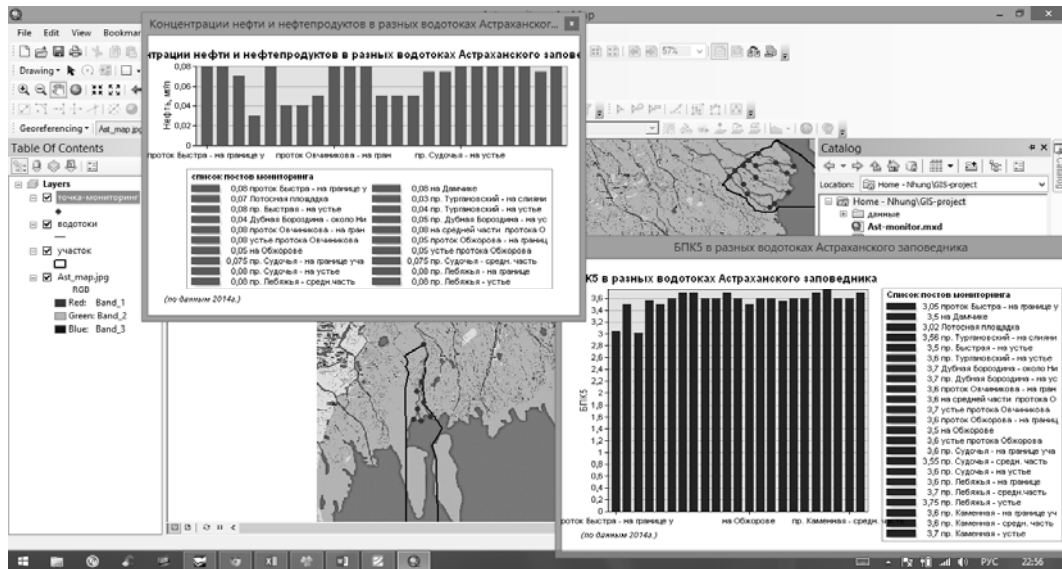 Концентрации нефти и нефтепродуктов в разных водотоках Астраханског...
File Edit View Bookmar
57%
Drawing
Georeferencing Ast_map.jpg
Table Of Contents
Layers
точка-мониторинг
водотоки
участок
Ast_map.jpg
RGB
Red: Band_1
Green: Band_2
Blue: Band_3
нтрации нефти и нефтепродуктов в разных водотоках Астраханского запове
Нефть, мг/л
0,08
0,06
0,04
0,02
0
проток Быстра - на границе у проток Овчиникова - на гран пр. Судочья - на устье
список постов мониторинга
0,08 проток Быстра - на границе у
0,07 Лотосная площадка
0,08 пр. Быстрая - на устье
0,04 Дубная Бороздина - около Ни
0,08 проток Овчиникова - на гран
0,08 устье протока Овчиникова
0,05 на Обжорове
0,075 пр. Судочья - на границе уча
0,08 пр. Судочья - на устье
0,08 пр. Лебяжья - средн.часть
0,08 на Дамчике
0,03 пр. Туртановский - на слияни
0,04 пр. Туртановский - на устье
0,05 пр. Дубная Бороздина - на ус
0,08 на средней части протока О
0,05 проток Обжорова - на границ
0,05 устье протока Обжорова
0,075 пр. Судочья - средн. часть
0,08 пр. Лебяжья - на границе
0,08 пр. Лебяжья - устье
(по данным 2014г.)
Catalog
Location: Home - Nhung\GIS-project
Home - Nhung\GIS-project
данные
Ast-monitor.mxd
Catalog
БПК5 в разных водотоках Астраханского заповедника
К5 в разных водотоках Астраханского заповедника
БПК5
3,6
3,4
3,2
3
2,8
2,6
2,4
2,2
2
1,8
1,6
1,4
1,2
1
0,8
0,6
0,4
0,2
0
роток Быстра - на границе у на Обжорове пр. Каменная - средн. часть
Список постов мониторинга
3,05 проток Быстра - на границе у
3,5 на Дамчике
3,02 Лотосная площадка
3,56 пр. Туртановский - на слияни
3,5 пр. Быстрая - на устье
3,6 пр. Туртановский - на устье
3,7 Дубная Бороздина - около Ни
3,7 пр. Дубная Бороздина - на ус
3,6 проток Овчиникова - на гран
3,6 на средней части протока О
3,7 устье протока Овчиникова
3,6 проток Обжорова - на границ
3,5 на Обжорове
3,6 устье протока Обжорова
3,6 пр. Судочья - на границе уча
3,55 пр. Судочья - средн. часть
3,6 пр. Судочья - на устье
3,6 пр. Лебяжья - на границе
3,7 пр. Лебяжья - средн.часть
3,75 пр. Лебяжья - устье
3,6 пр. Каменная - на границе уч
3,6 пр. Каменная - средн. часть
3,7 пр. Каменная - устье
(по данным 2014г.)
РУС 22:56